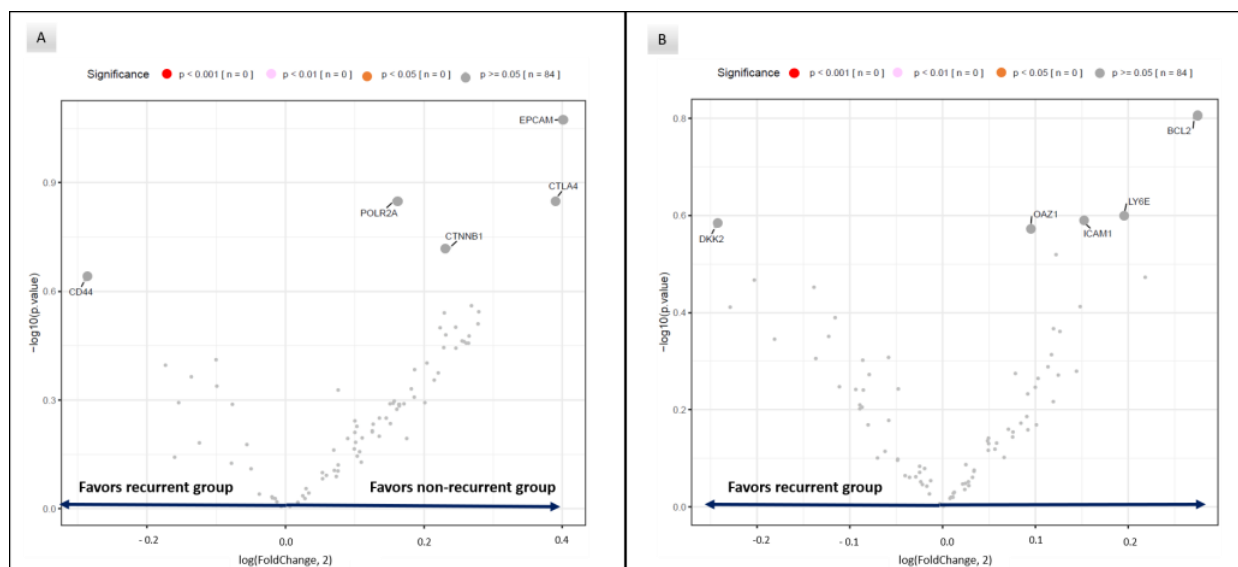 A
Significance p < 0.001 [ n = 0 ] p < 0.01 [ n = 0 ] p < 0.05 [ n = 0 ] p >= 0.05 [ n = 84 ]
EPCAM
CTLA4
POLR2A
CTNNB1
CD44
0.9
0.6
0.3
0.0
−log10(p.value)
Favors recurrent group Favors non-recurrent group
- 0.2 0.0 0.2 0.4
log(FoldChange, 2)
B
Significance p < 0.001 [ n = 0 ] p < 0.01 [ n = 0 ] p < 0.05 [ n = 0 ] p >= 0.05 [ n = 84 ]
BCL2
LY6E
OAZ1
ICAM1
DKK2
0.8
0.6
0.4
0.2
0.0
−log10(p.value)
Favors recurrent group
- 0.2 - 0.1 0.0 0.1 0.2
log(FoldChange, 2)